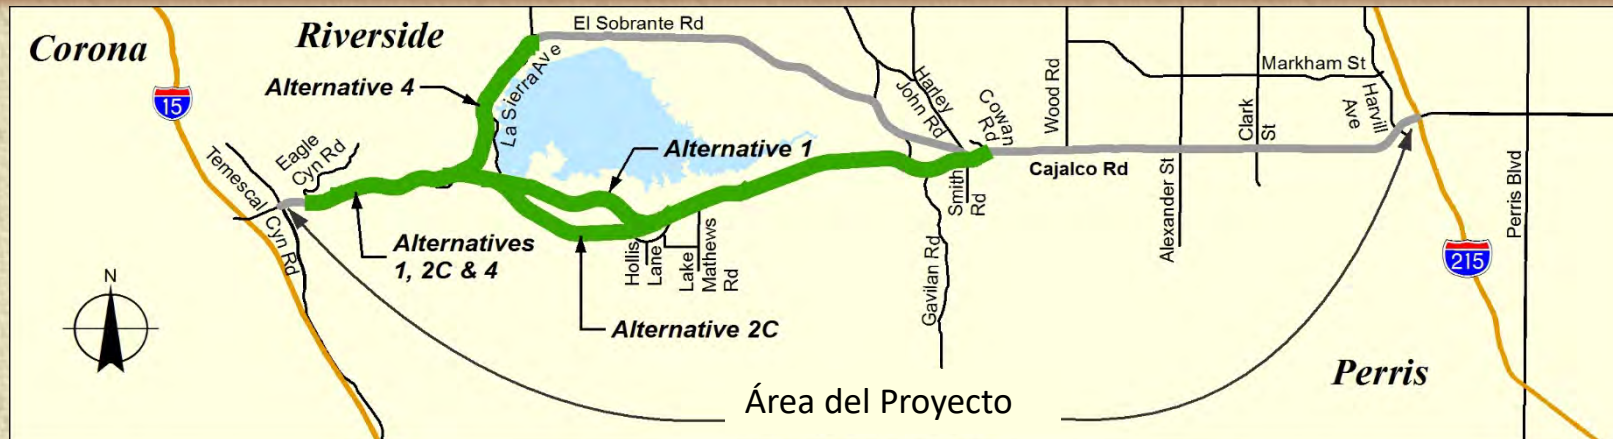 Corona
Riverside
El Sobrante Rd
Alternative 4
La Sierra Ave
15
Eagle
Cyn Rd
Temescal
Cyn Rd
Alternatives
1, 2C & 4
Alternative 1
Alternative 2C
Hollis
Lane
Lake
Mathews
Rd
Harley
John Rd
Cowan
Rd
Smith
Rd
Gavilan Rd
Wood Rd
Cajalco Rd
Markham St
Clark
St
Alexander St
Harvill
Ave
Perris Blvd
215
Perris
N
Área del Proyecto